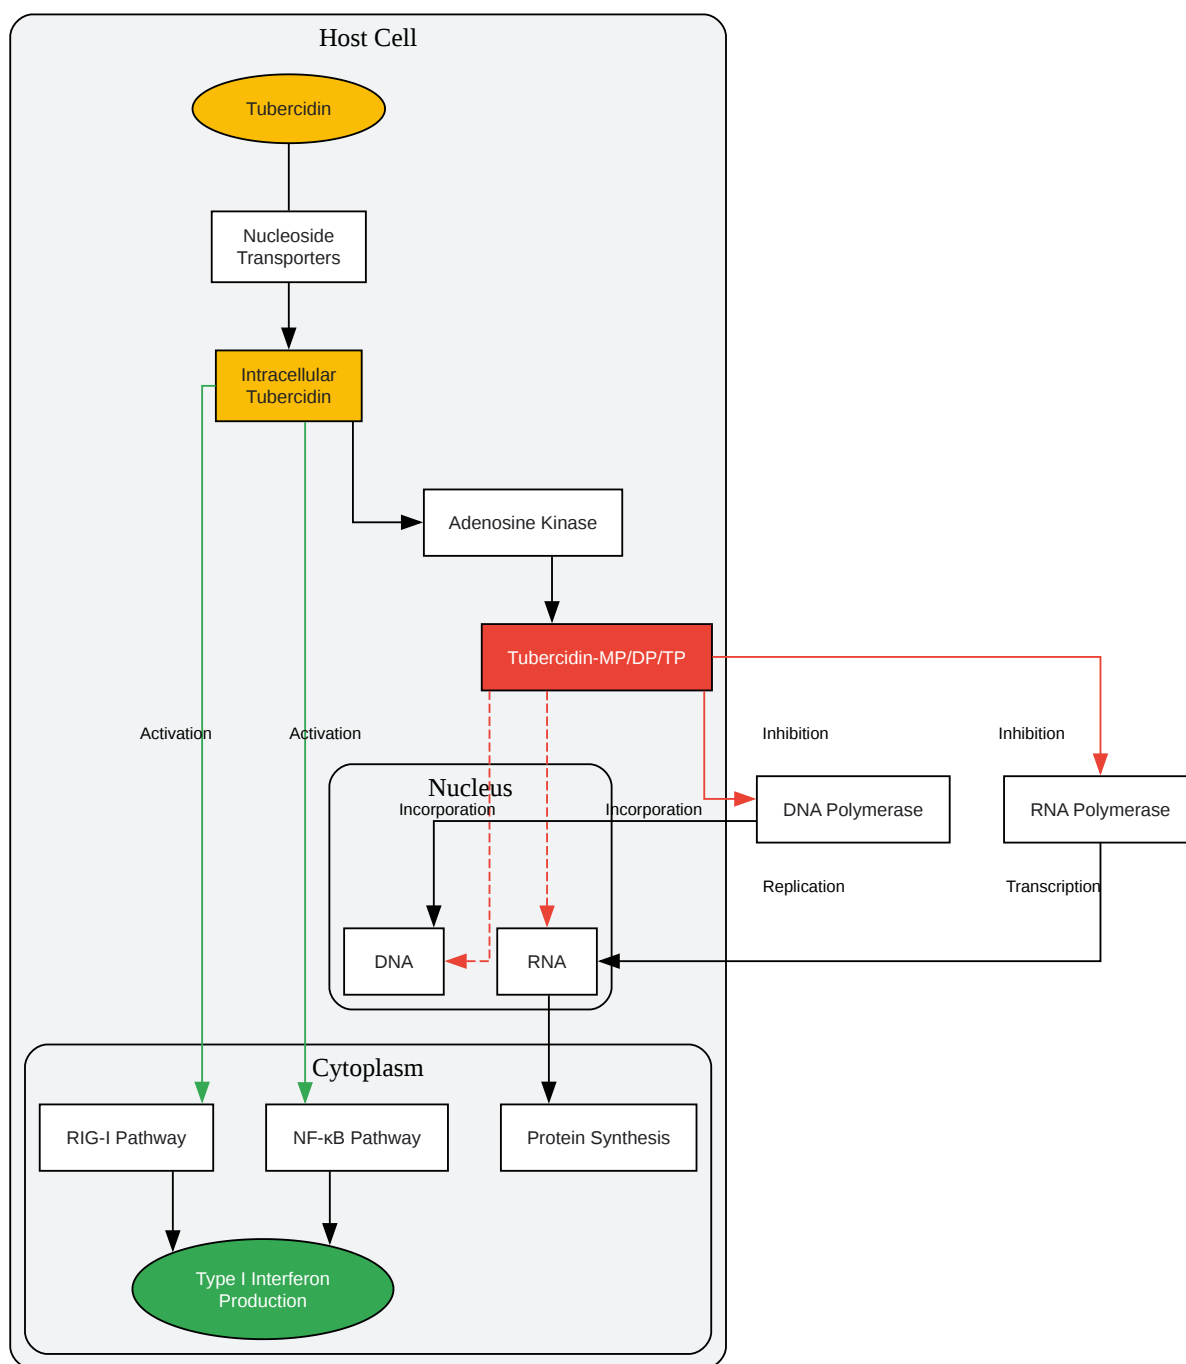 Host Cell
Tubercidin
Nucleoside
Transporters
Intracellular
Tubercidin
Adenosine Kinase
Tubercidin-MP/DP/TP
Activation
Activation
Inhibition
Inhibition
Nucleus
Incorporation
Incorporation
DNA Polymerase
RNA Polymerase
Replication
Transcription
DNA
RNA
Cytoplasm
RIG-I Pathway
NF-κB Pathway
Protein Synthesis
Type I Interferon
Production